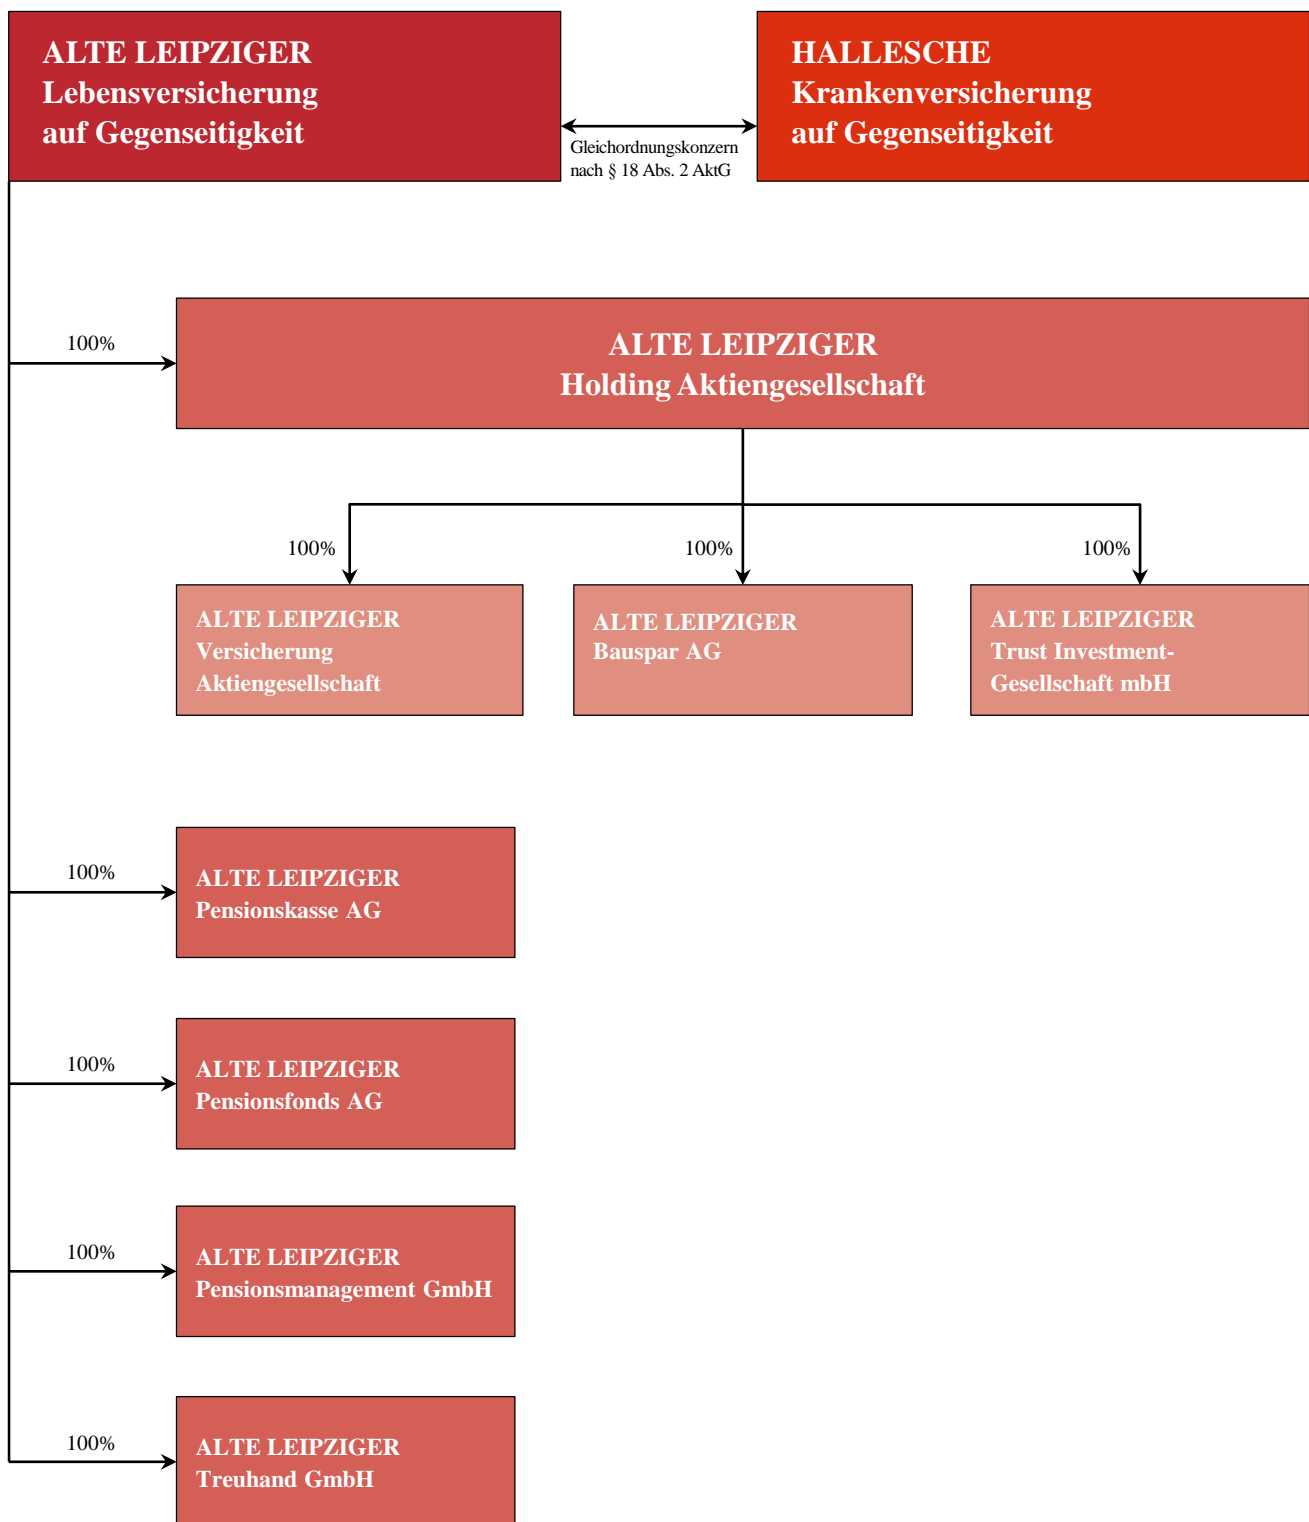 ALTE LEIPZIGER
Lebensversicherung
auf Gegenseitigkeit
Gleichordnungskonzern
nach § 18 Abs. 2 AktG
HALLESCHE
Krankenversicherung
auf Gegenseitigkeit
100%
ALTE LEIPZIGER
Holding Aktiengesellschaft
100%
100%
100%
ALTE LEIPZIGER
Versicherung
Aktiengesellschaft
ALTE LEIPZIGER
Bauspar AG
ALTE LEIPZIGER
Trust Investment-
Gesellschaft mbH
100%
ALTE LEIPZIGER
Pensionskasse AG
100%
ALTE LEIPZIGER
Pensionsfonds AG
100%
ALTE LEIPZIGER
Pensionsmanagement GmbH
100%
ALTE LEIPZIGER
Treuhand GmbH